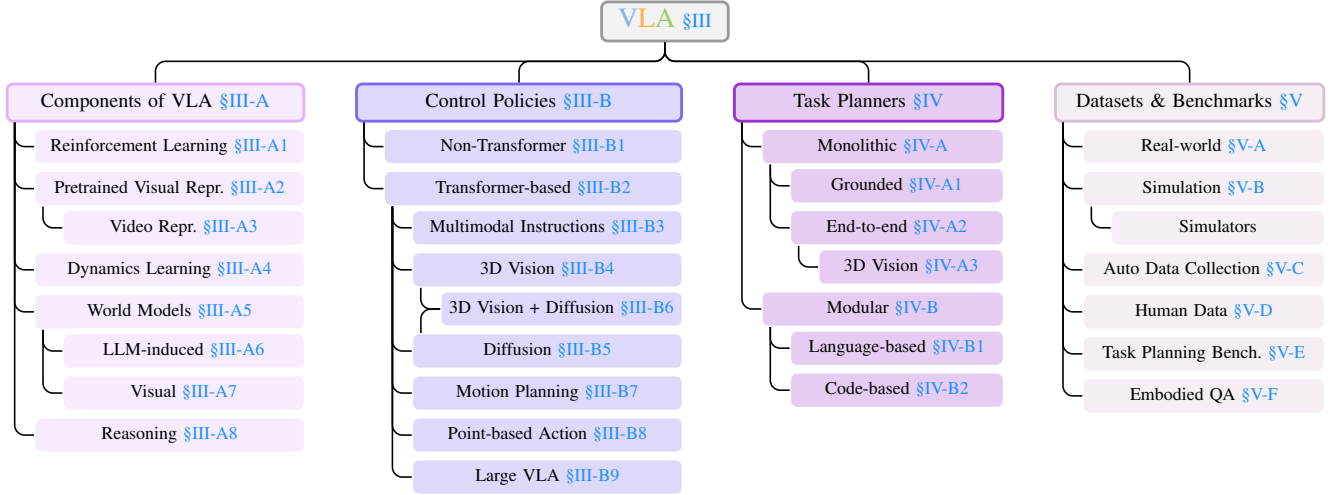 VLA §III
Components of VLA §III-A
Reinforcement Learning §III-A1
Pretrained Visual Repr. §III-A2
Video Repr. §III-A3
Dynamics Learning §III-A4
World Models §III-A5
LLM-induced §III-A6
Visual §III-A7
Reasoning §III-A8
Control Policies §III-B
Non-Transformer §III-B1
Transformer-based §III-B2
Multimodal Instructions §III-B3
3D Vision §III-B4
3D Vision + Diffusion §III-B6
Diffusion §III-B5
Motion Planning §III-B7
Point-based Action §III-B8
Large VLA §III-B9
Task Planners §IV
Monolithic §IV-A
Grounded §IV-A1
End-to-end §IV-A2
3D Vision §IV-A3
Modular §IV-B
Language-based §IV-B1
Code-based §IV-B2
Datasets & Benchmarks §V
Real-world §V-A
Simulation §V-B
Simulators
Auto Data Collection §V-C
Human Data §V-D
Task Planning Bench. §V-E
Embodied QA §V-F